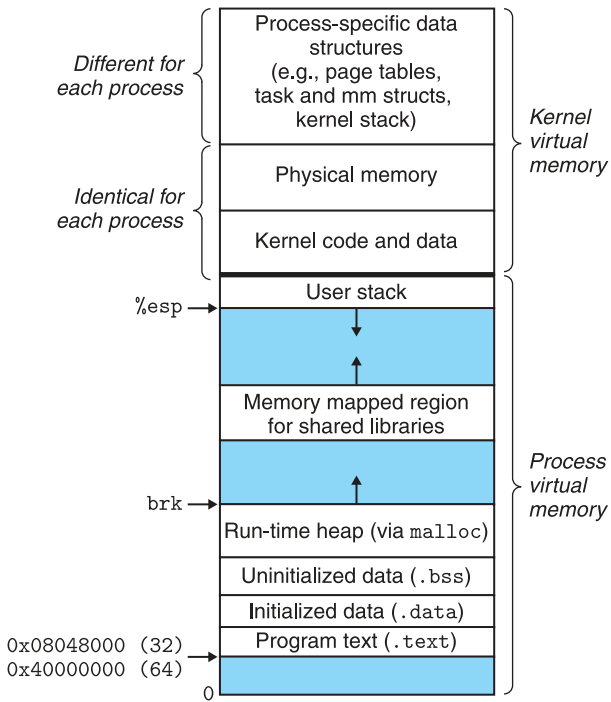 Process-specific data
structures
(e.g., page tables,
task and mm structs,
kernel stack)
Different for
each process
Kernel
virtual
memory
Physical memory
Identical for
each process
Kernel code and data
User stack
%esp
Memory mapped region
for shared libraries
Process
virtual
memory
brk
Run-time heap (via malloc)
Uninitialized data (.bss)
Initialized data (.data)
Program text (.text)
0x08048000 (32)
0x40000000 (64)
0